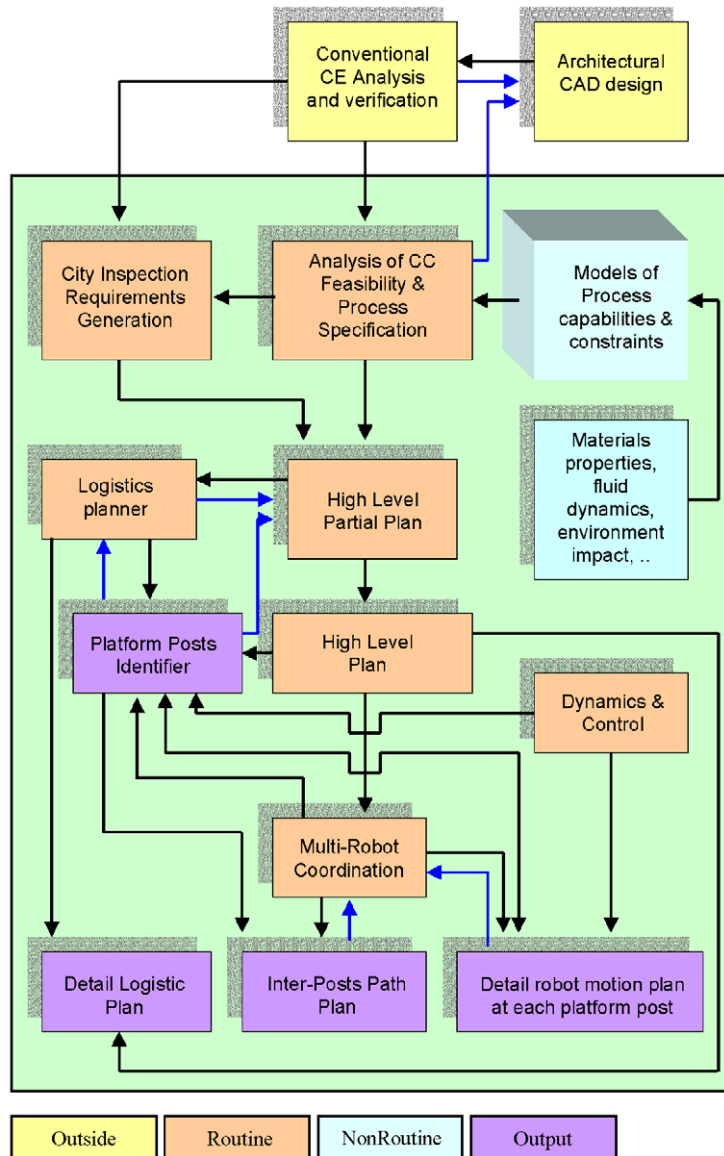 Conventional
CE Analysis
and verification
Architectural
CAD design
City Inspection
Requirements
Generation
Analysis of CC
Feasibility &
Process
Specification
Models of
Process
capabilities &
constraints
Materials
properties,
fluid
dynamics,
environment
impact, ..
Logistics
planner
High Level
Partial Plan
Platform Posts
Identifier
High Level
Plan
Dynamics &
Control
Multi-Robot
Coordination
Detail Logistic
Plan
Inter-Posts Path
Plan
Detail robot motion plan
at each platform post
Outside
Routine
NonRoutine
Output